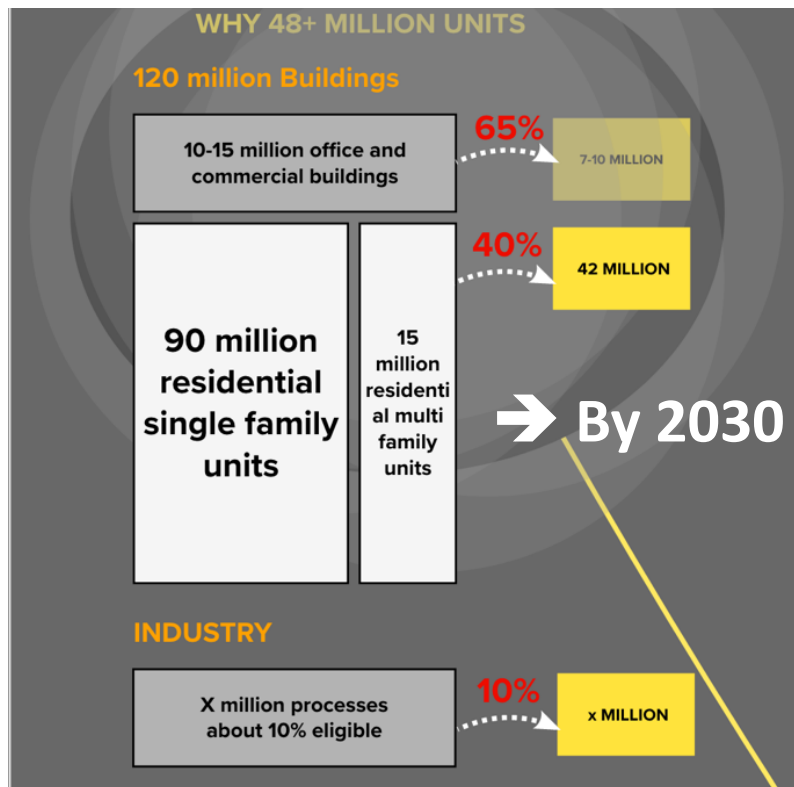 WHY 48+ MILLION UNITS
120 million Buildings
10-15 million office and
commercial buildings
65%
7-10 MILLION
90 million
residential
single family
units
15
million
residenti
al multi
family
units
40%
42 MILLION
By 2030
INDUSTRY
X million processes
about 10% eligible
10%
x MILLION